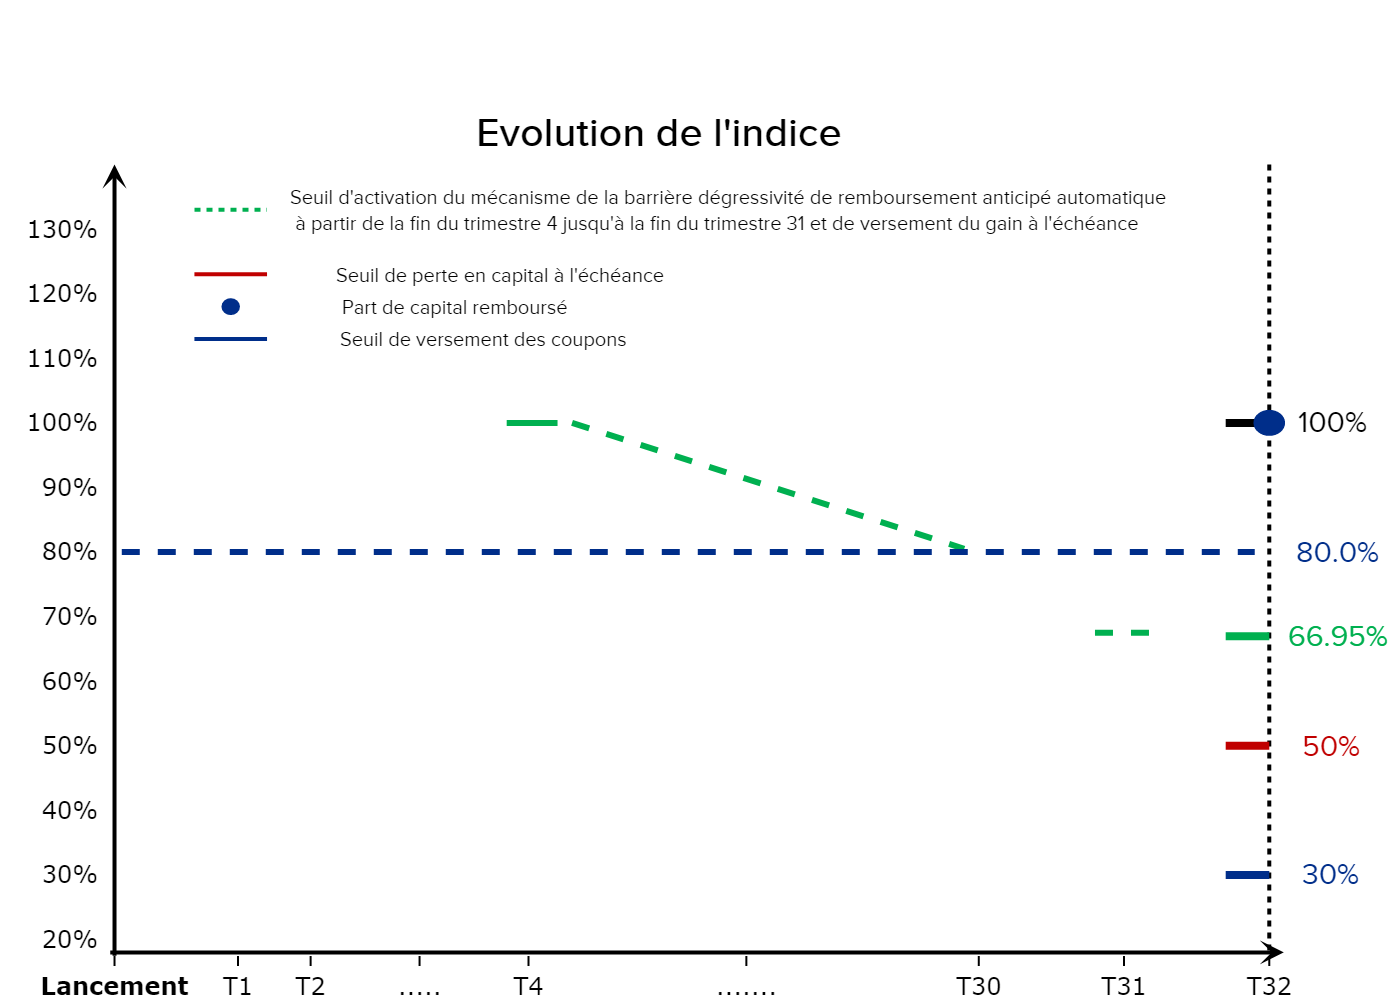 Evolution de l'indice
Seuil d'activation du mécanisme de la barrière dégressivité de remboursement anticipé automatique
à partir de la fin du trimestre 4 jusqu'à la fin du trimestre 31 et de versement du gain à l'échéance
Seuil de perte en capital à l'échéance
Part de capital remboursé
Seuil de versement des coupons
130%
120%
110%
100%
90%
80%
70%
60%
50%
40%
30%
20%
100%
80.0%
66.95%
50%
30%
Lancement T1 T2 ..... T4 ....... T30 T31 T32